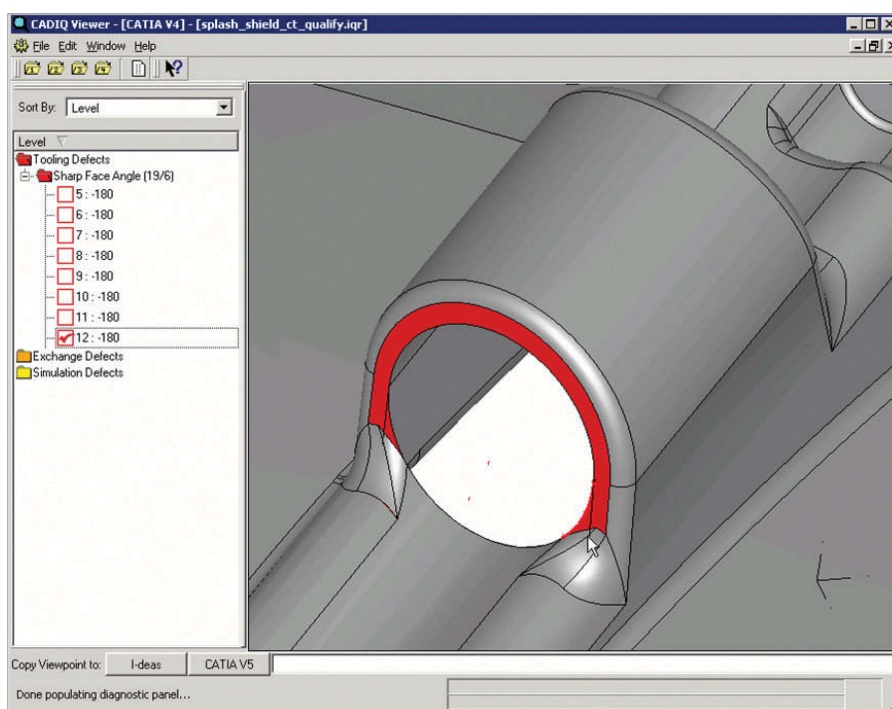 CADIQ Viewer - [CATIA V4] - [splash_shield_ct_qualify.iqr]
File Edit Window Help
Sort By: Level
Level
Tooling Defects
Sharp Face Angle (19/6)
5 : -180
6 : -180
7 : -180
8 : -180
9 : -180
10 : -180
11 : -180
12 : -180
Exchange Defects
Simulation Defects
Copy Viewpoint to: I-deas CATIA V5
Done populating diagnostic panel...